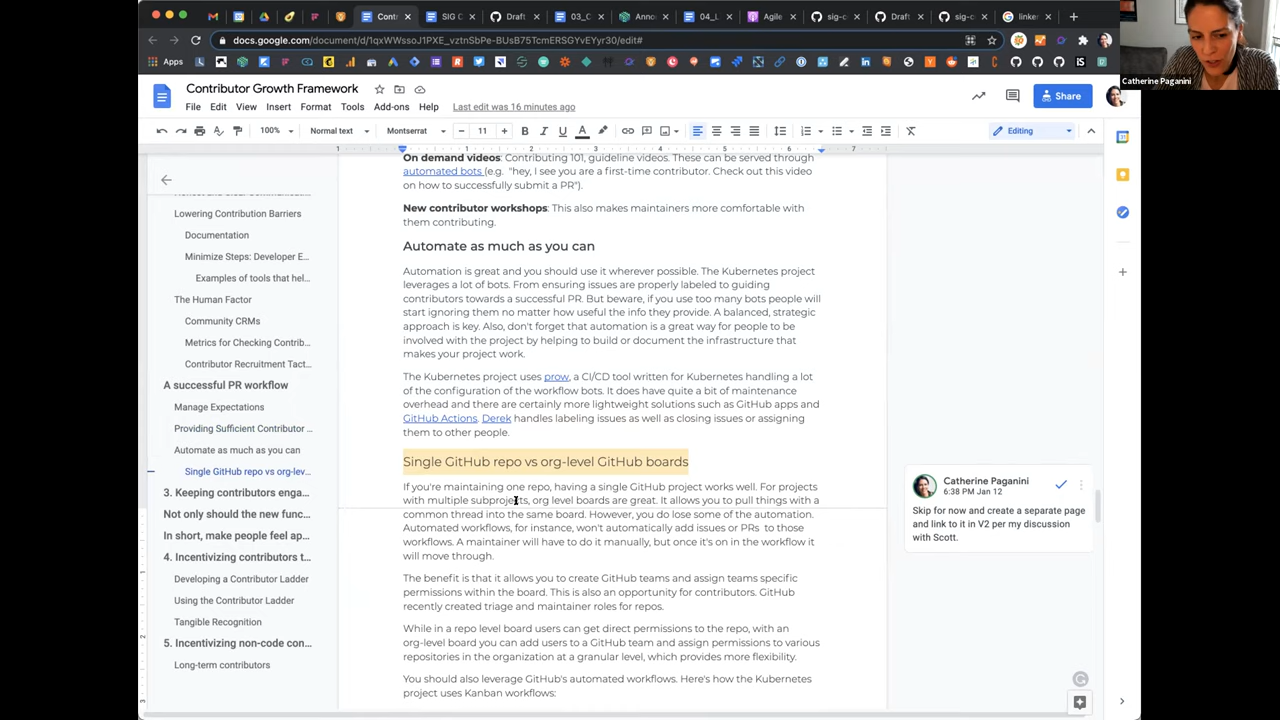 Contr
SIG C
Draft
03_C
Annc
04_L
Agile
sig-c
Draft
sig-c
linker
docs.google.com/document/d/1qxWWssoJ1PXE_vztnSbPe-BUsB75TcmERSGYvEYyr30/edit#
Apps
Catherine Paganini
Contributor Growth Framework
File Edit View Insert Format Tools Add-ons Help Last edit was 16 minutes ago
Share
100% Normal text Montserrat 11 Editing
1 1 2 3 4 5 6 7
On demand videos: Contributing 101, guideline videos. These can be served through
automated bots (e.g. "hey, I see you are a first-time contributor. Check out this video
on how to successfully submit a PR").
New contributor workshops: This also makes maintainers more comfortable with
them contributing.
Automate as much as you can
Automation is great and you should use it wherever possible. The Kubernetes project
leverages a lot of bots. From ensuring issues are properly labeled to guiding
contributors towards a successful PR. But beware, if you use too many bots people will
start ignoring them no matter how useful the info they provide. A balanced, strategic
approach is key. Also, don't forget that automation is a great way for people to be
involved with the project by helping to build or document the infrastructure that
makes your project work.
The Kubernetes project uses prow, a CI/CD tool written for Kubernetes handling a lot
of the configuration of the workflow bots. It does have quite a bit of maintenance
overhead and there are certainly more lightweight solutions such as GitHub apps and
GitHub Actions. Derek handles labeling issues as well as closing issues or assigning
them to other people.
Single GitHub repo vs org-level GitHub boards
If you're maintaining one repo, having a single GitHub project works well. For projects
with multiple subprojects, org level boards are great. It allows you to pull things with a
common thread into the same board. However, you do lose some of the automation.
Automated workflows, for instance, won't automatically add issues or PRs to those
workflows. A maintainer will have to do it manually, but once it's on in the workflow it
will move through.
The benefit is that it allows you to create GitHub teams and assign teams specific
permissions within the board. This is also an opportunity for contributors. GitHub
recently created triage and maintainer roles for repos.
While in a repo level board users can get direct permissions to the repo, with an
org-level board you can add users to a GitHub team and assign permissions to various
repositories in the organization at a granular level, which provides more flexibility.
You should also leverage GitHub's automated workflows. Here's how the Kubernetes
project uses Kanban workflows:
Lowering Contribution Barriers
Documentation
Minimize Steps: Developer E...
Examples of tools that hel...
The Human Factor
Community CRMs
Metrics for Checking Contrib...
Contributor Recruitment Tact...
A successful PR workflow
Manage Expectations
Providing Sufficient Contributor ...
Automate as much as you can
Single GitHub repo vs org-lev...
3. Keeping contributors enga...
Not only should the new func...
In short, make people feel ap...
4. Incentivizing contributors t...
Developing a Contributor Ladder
Using the Contributor Ladder
Tangible Recognition
5. Incentivizing non-code con...
Long-term contributors
Catherine Paganini
6:38 PM Jan 12
Skip for now and create a separate page
and link to it in V2 per my discussion
with Scott.